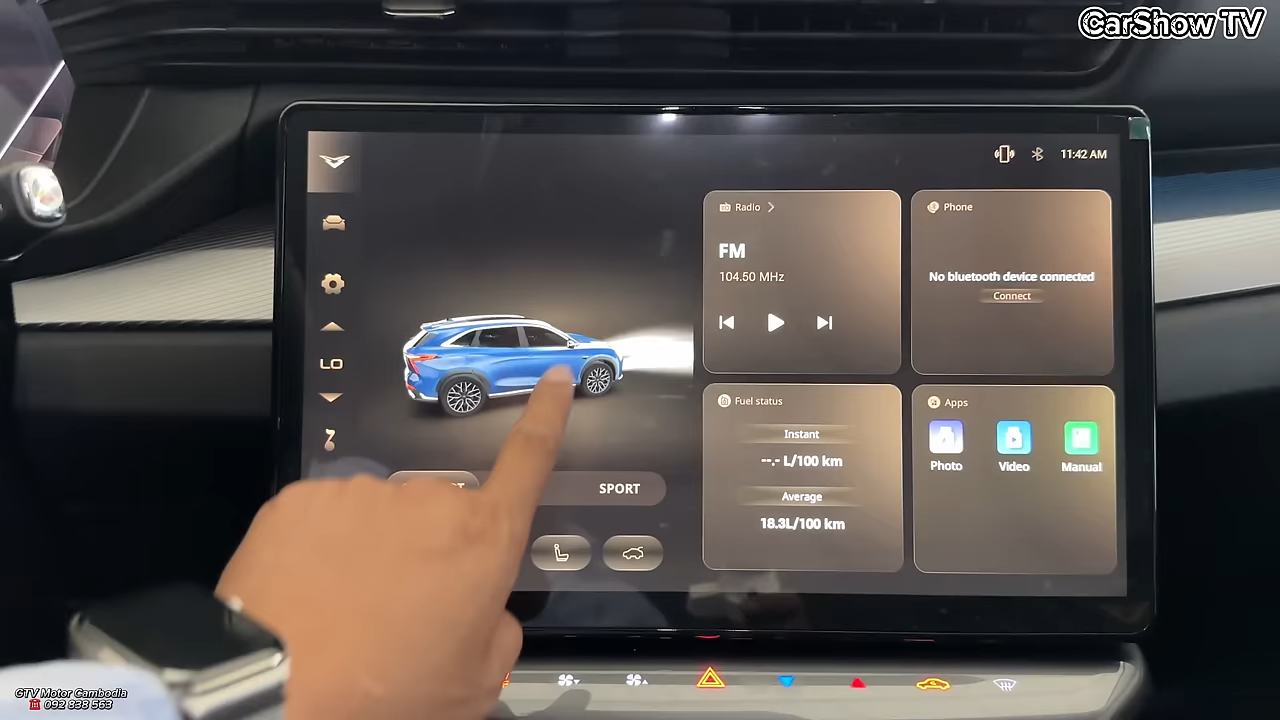 CarShow TV
11:42 AM
Radio
FM
104.50 MHz
Phone
No bluetooth device connected
Connect
LO
SPORT
Fuel status
Instant
--.- L/100 km
Average
18.3L/100 km
Apps
Photo
Video
Manual
GTV Motor Cambodia
092 838 563